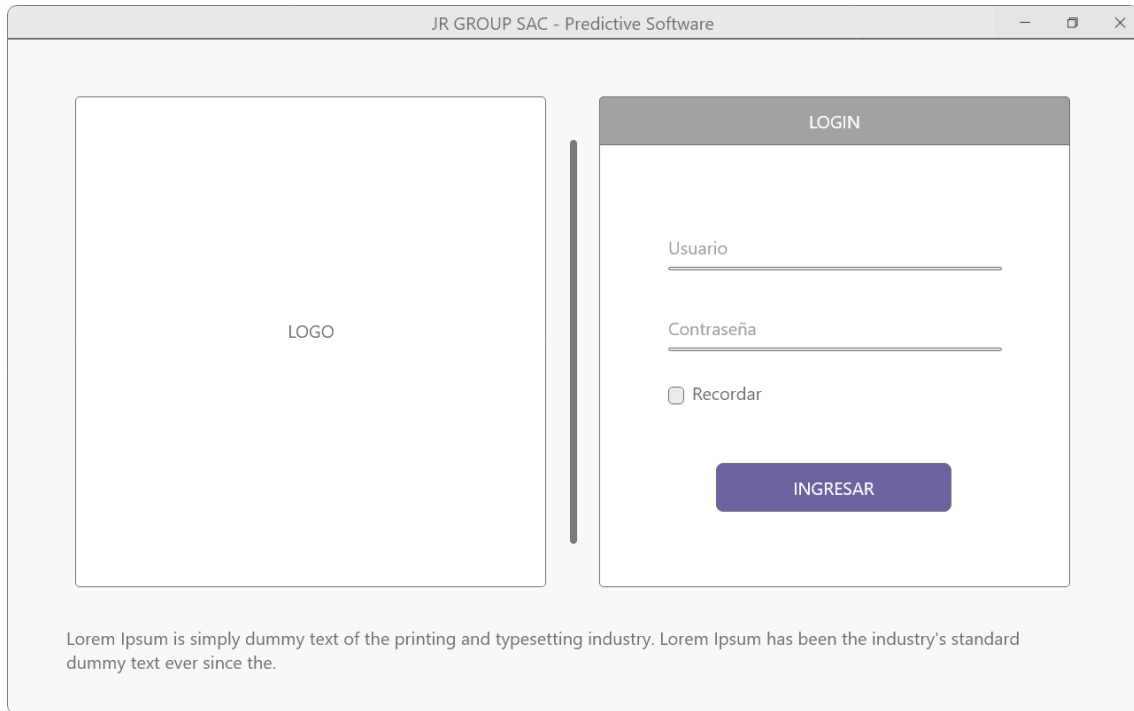 JR GROUP SAC - Predictive Software
LOGO
LOGIN
Usuario
Contraseña
Recordar
INGRESAR
Lorem Ipsum is simply dummy text of the printing and typesetting industry. Lorem Ipsum has been the industry's standard
dummy text ever since the.